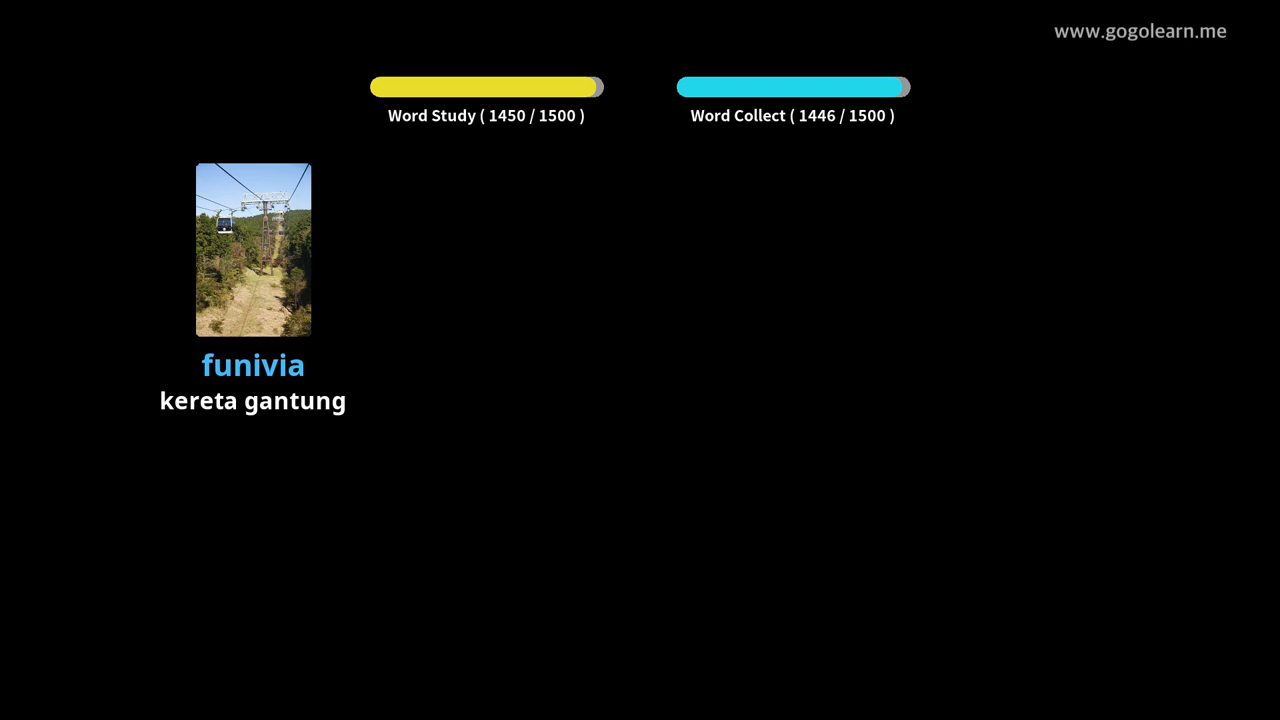 www.gogolearn.me
Word Study ( 1450 / 1500 )
Word Collect ( 1446 / 1500 )
funivia
kereta gantung